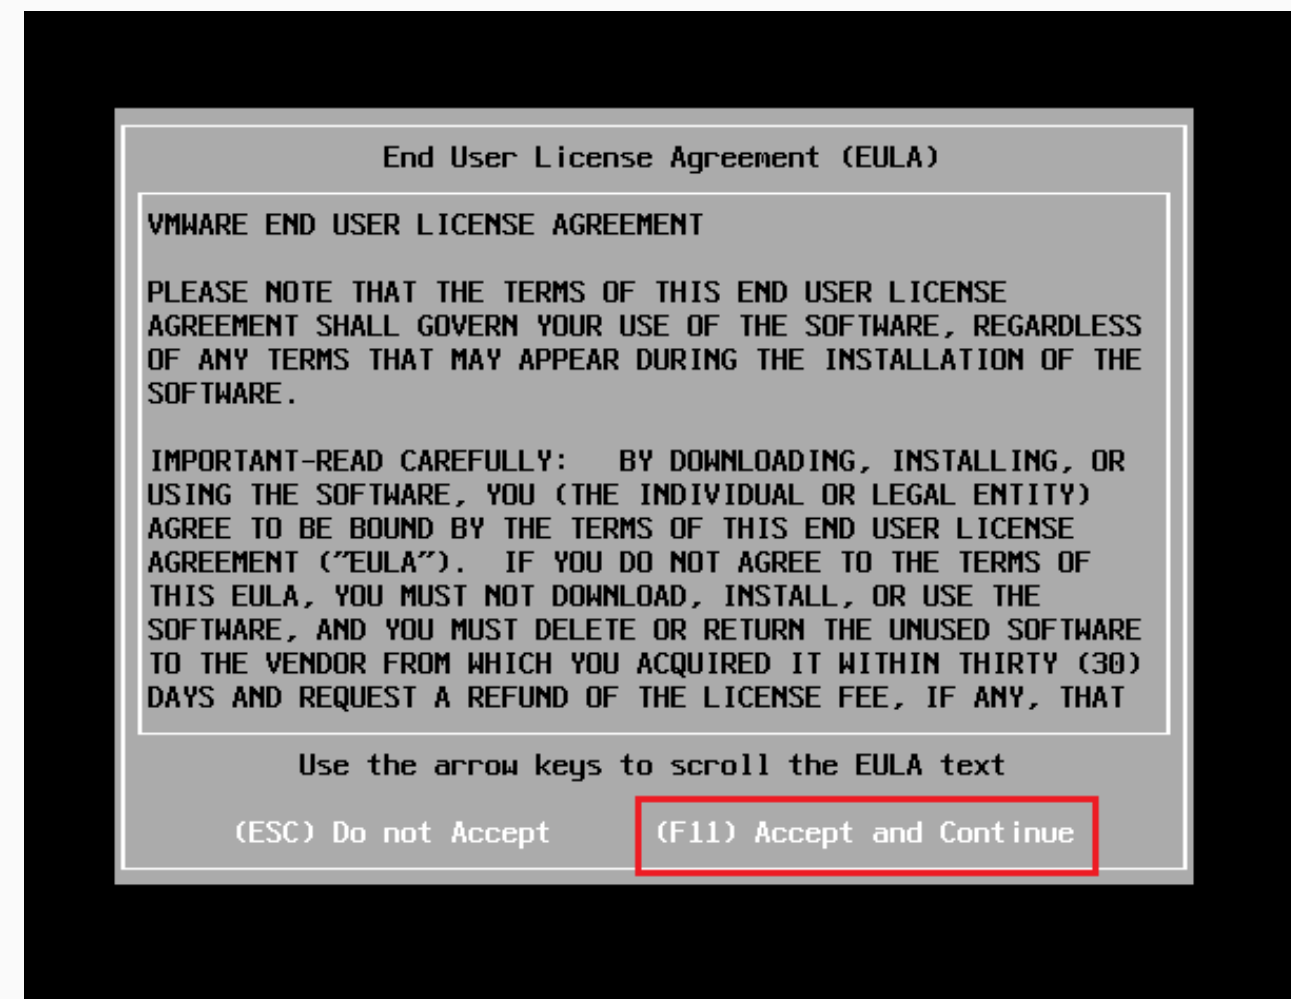 End User License Agreement (EULA)
VMWARE END USER LICENSE AGREEMENT
PLEASE NOTE THAT THE TERMS OF THIS END USER LICENSE
AGREEMENT SHALL GOVERN YOUR USE OF THE SOFTWARE, REGARDLESS
OF ANY TERMS THAT MAY APPEAR DURING THE INSTALLATION OF THE
SOFTWARE.
IMPORTANT-READ CAREFULLY:   BY DOWNLOADING, INSTALLING, OR
USING THE SOFTWARE, YOU (THE INDIVIDUAL OR LEGAL ENTITY)
AGREE TO BE BOUND BY THE TERMS OF THIS END USER LICENSE
AGREEMENT ("EULA").  IF YOU DO NOT AGREE TO THE TERMS OF
THIS EULA, YOU MUST NOT DOWNLOAD, INSTALL, OR USE THE
SOFTWARE, AND YOU MUST DELETE OR RETURN THE UNUSED SOFTWARE
TO THE VENDOR FROM WHICH YOU ACQUIRED IT WITHIN THIRTY (30)
DAYS AND REQUEST A REFUND OF THE LICENSE FEE, IF ANY, THAT
Use the arrow keys to scroll the EULA text
(ESC) Do not Accept (F11) Accept and Continue